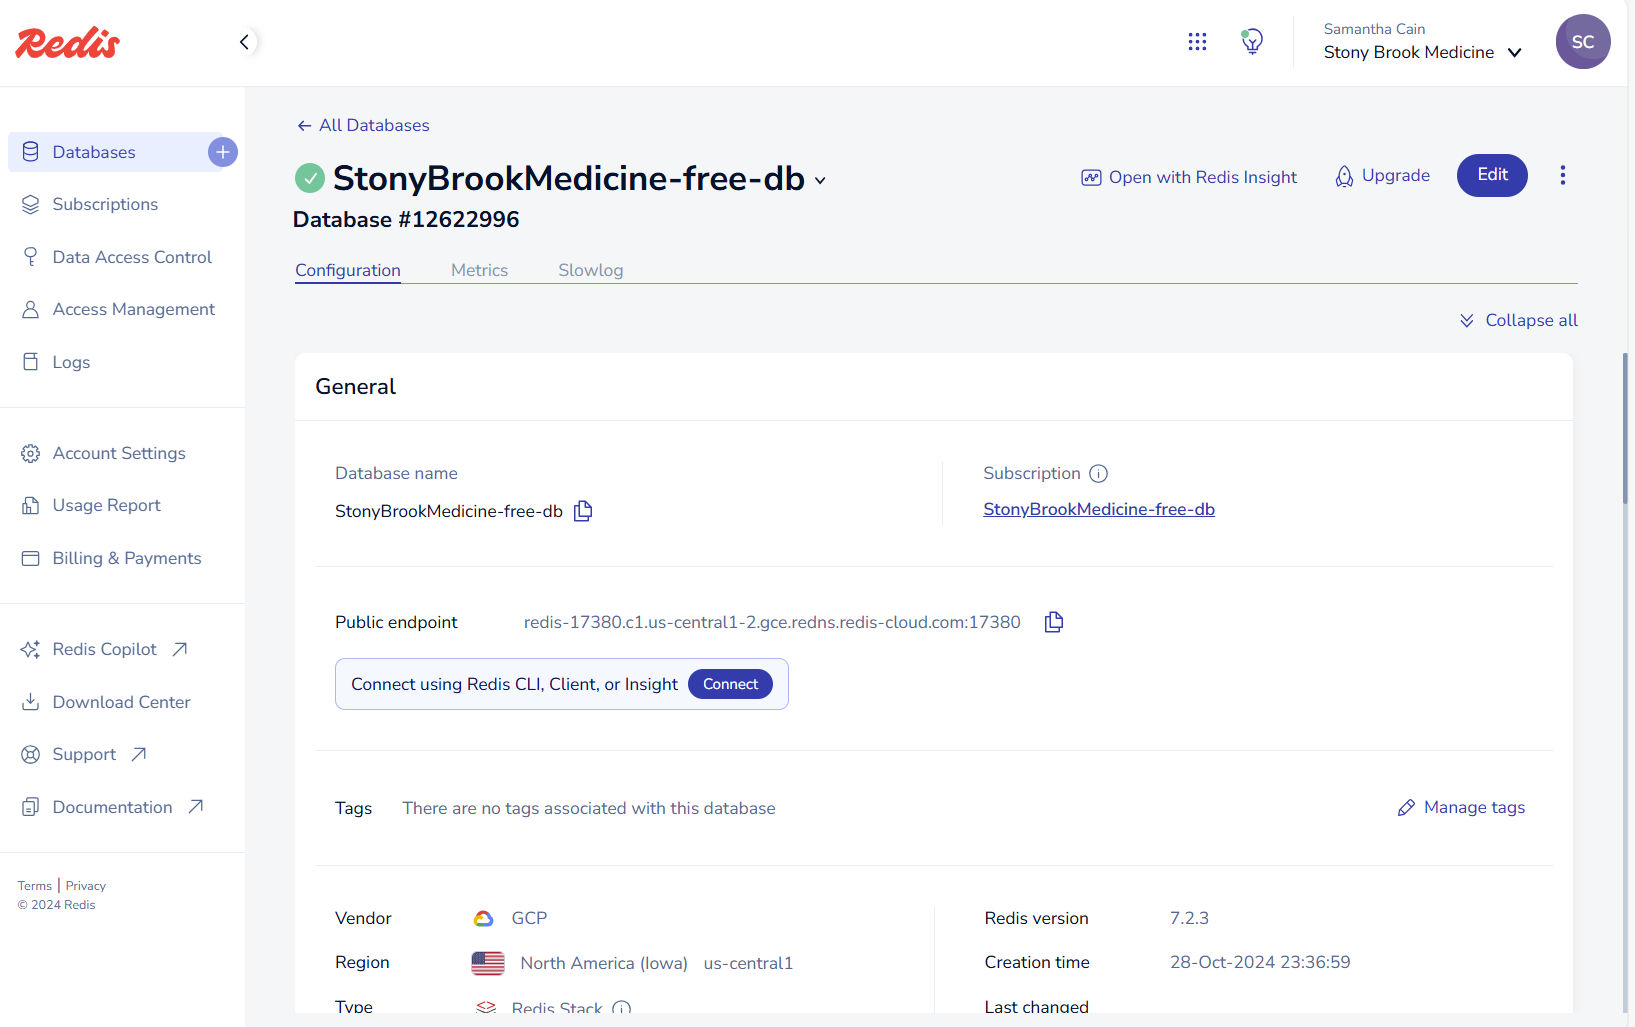 Redis
Samantha Cain
Stony Brook Medicine
SC
Databases
Subscriptions
Data Access Control
Access Management
Logs
Account Settings
Usage Report
Billing & Payments
Redis Copilot
Download Center
Support
Documentation
Terms | Privacy
© 2024 Redis
All Databases
StonyBrookMedicine-free-db
Open with Redis Insight
Upgrade
Edit
Database #12622996
Configuration Metrics Slowlog
Collapse all
General
Database name
StonyBrookMedicine-free-db
Subscription
StonyBrookMedicine-free-db
Public endpoint redis-17380.c1.us-central1-2.gce.redns.redis-cloud.com:17380
Connect using Redis CLI, Client, or Insight Connect
Tags There are no tags associated with this database
Manage tags
Vendor GCP
Region North America (Iowa) us-central1
Type Redis Stack
Redis version 7.2.3
Creation time 28-Oct-2024 23:36:59
Last changed